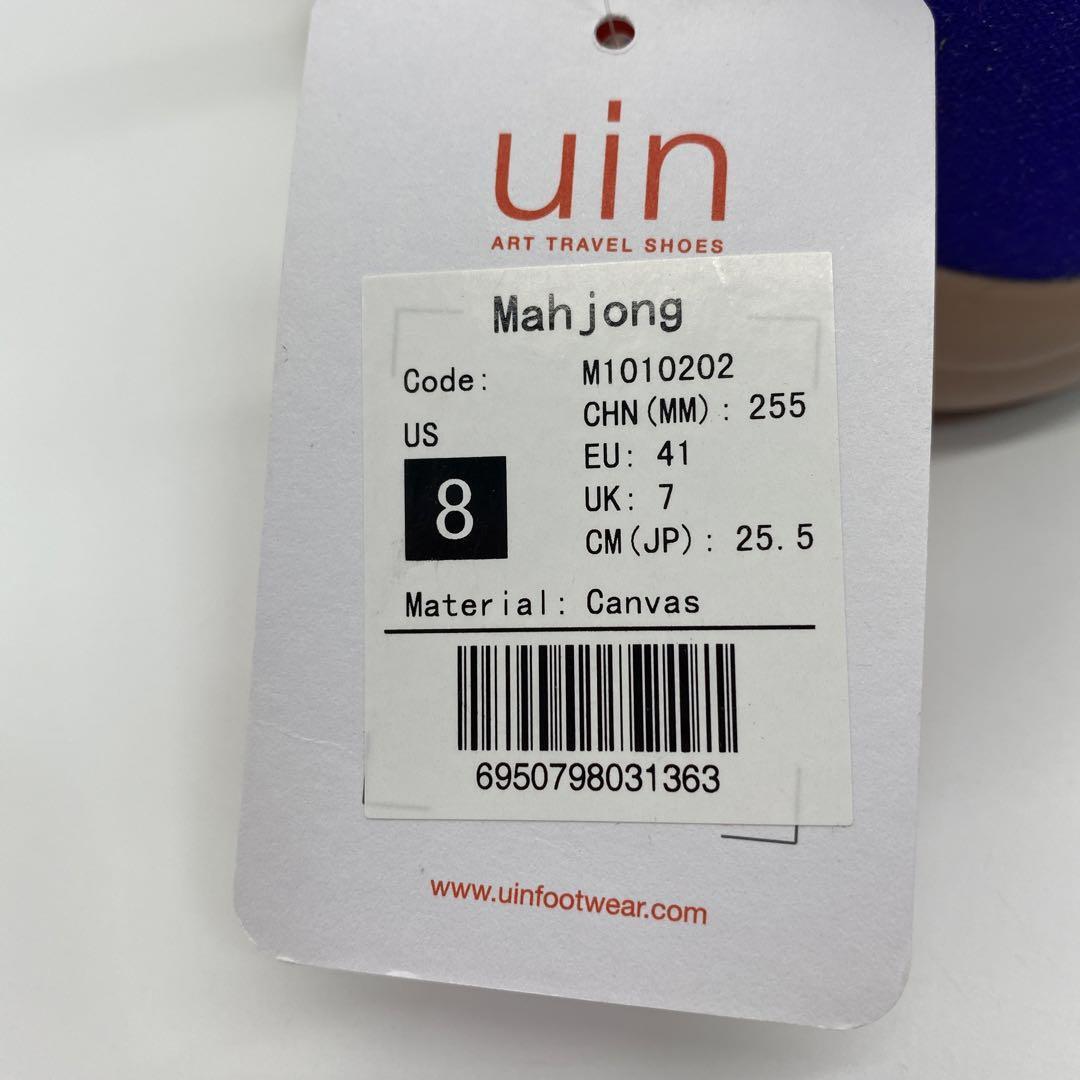 uin
ART TRAVEL SHOES
Mahjong
Code: M1010202
CHN(MM): 255
US
EU: 41
8
UK: 7
CM(JP): 25.5
Material: Canvas
6950798031363
www.uinfootwear.com